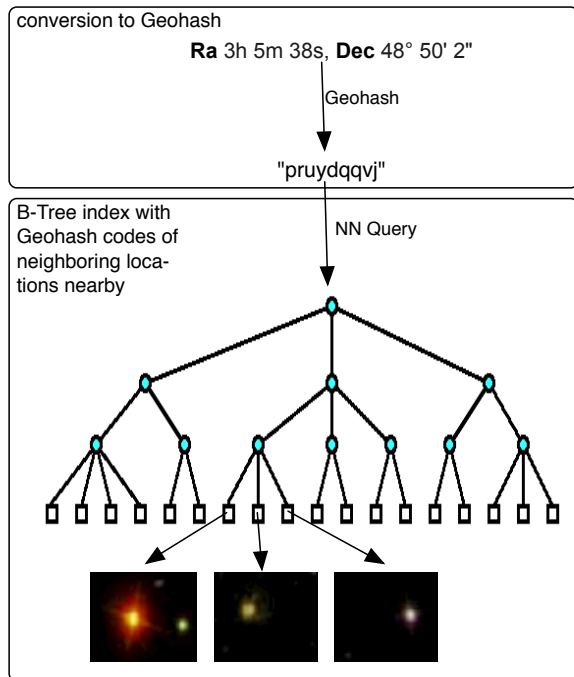 conversion to Geohash
Ra 3h 5m 38s, Dec 48° 50' 2"
Geohash
"pruydqqvj"
B-Tree index with
Geohash codes of
neighboring loca-
tions nearby
NN Query